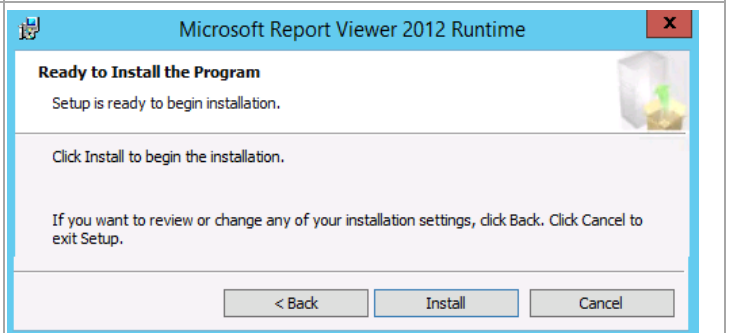 Microsoft Report Viewer 2012 Runtime
x
Ready to Install the Program
Setup is ready to begin installation.
Click Install to begin the installation.
If you want to review or change any of your installation settings, click Back. Click Cancel to
exit Setup.
< Back Install Cancel